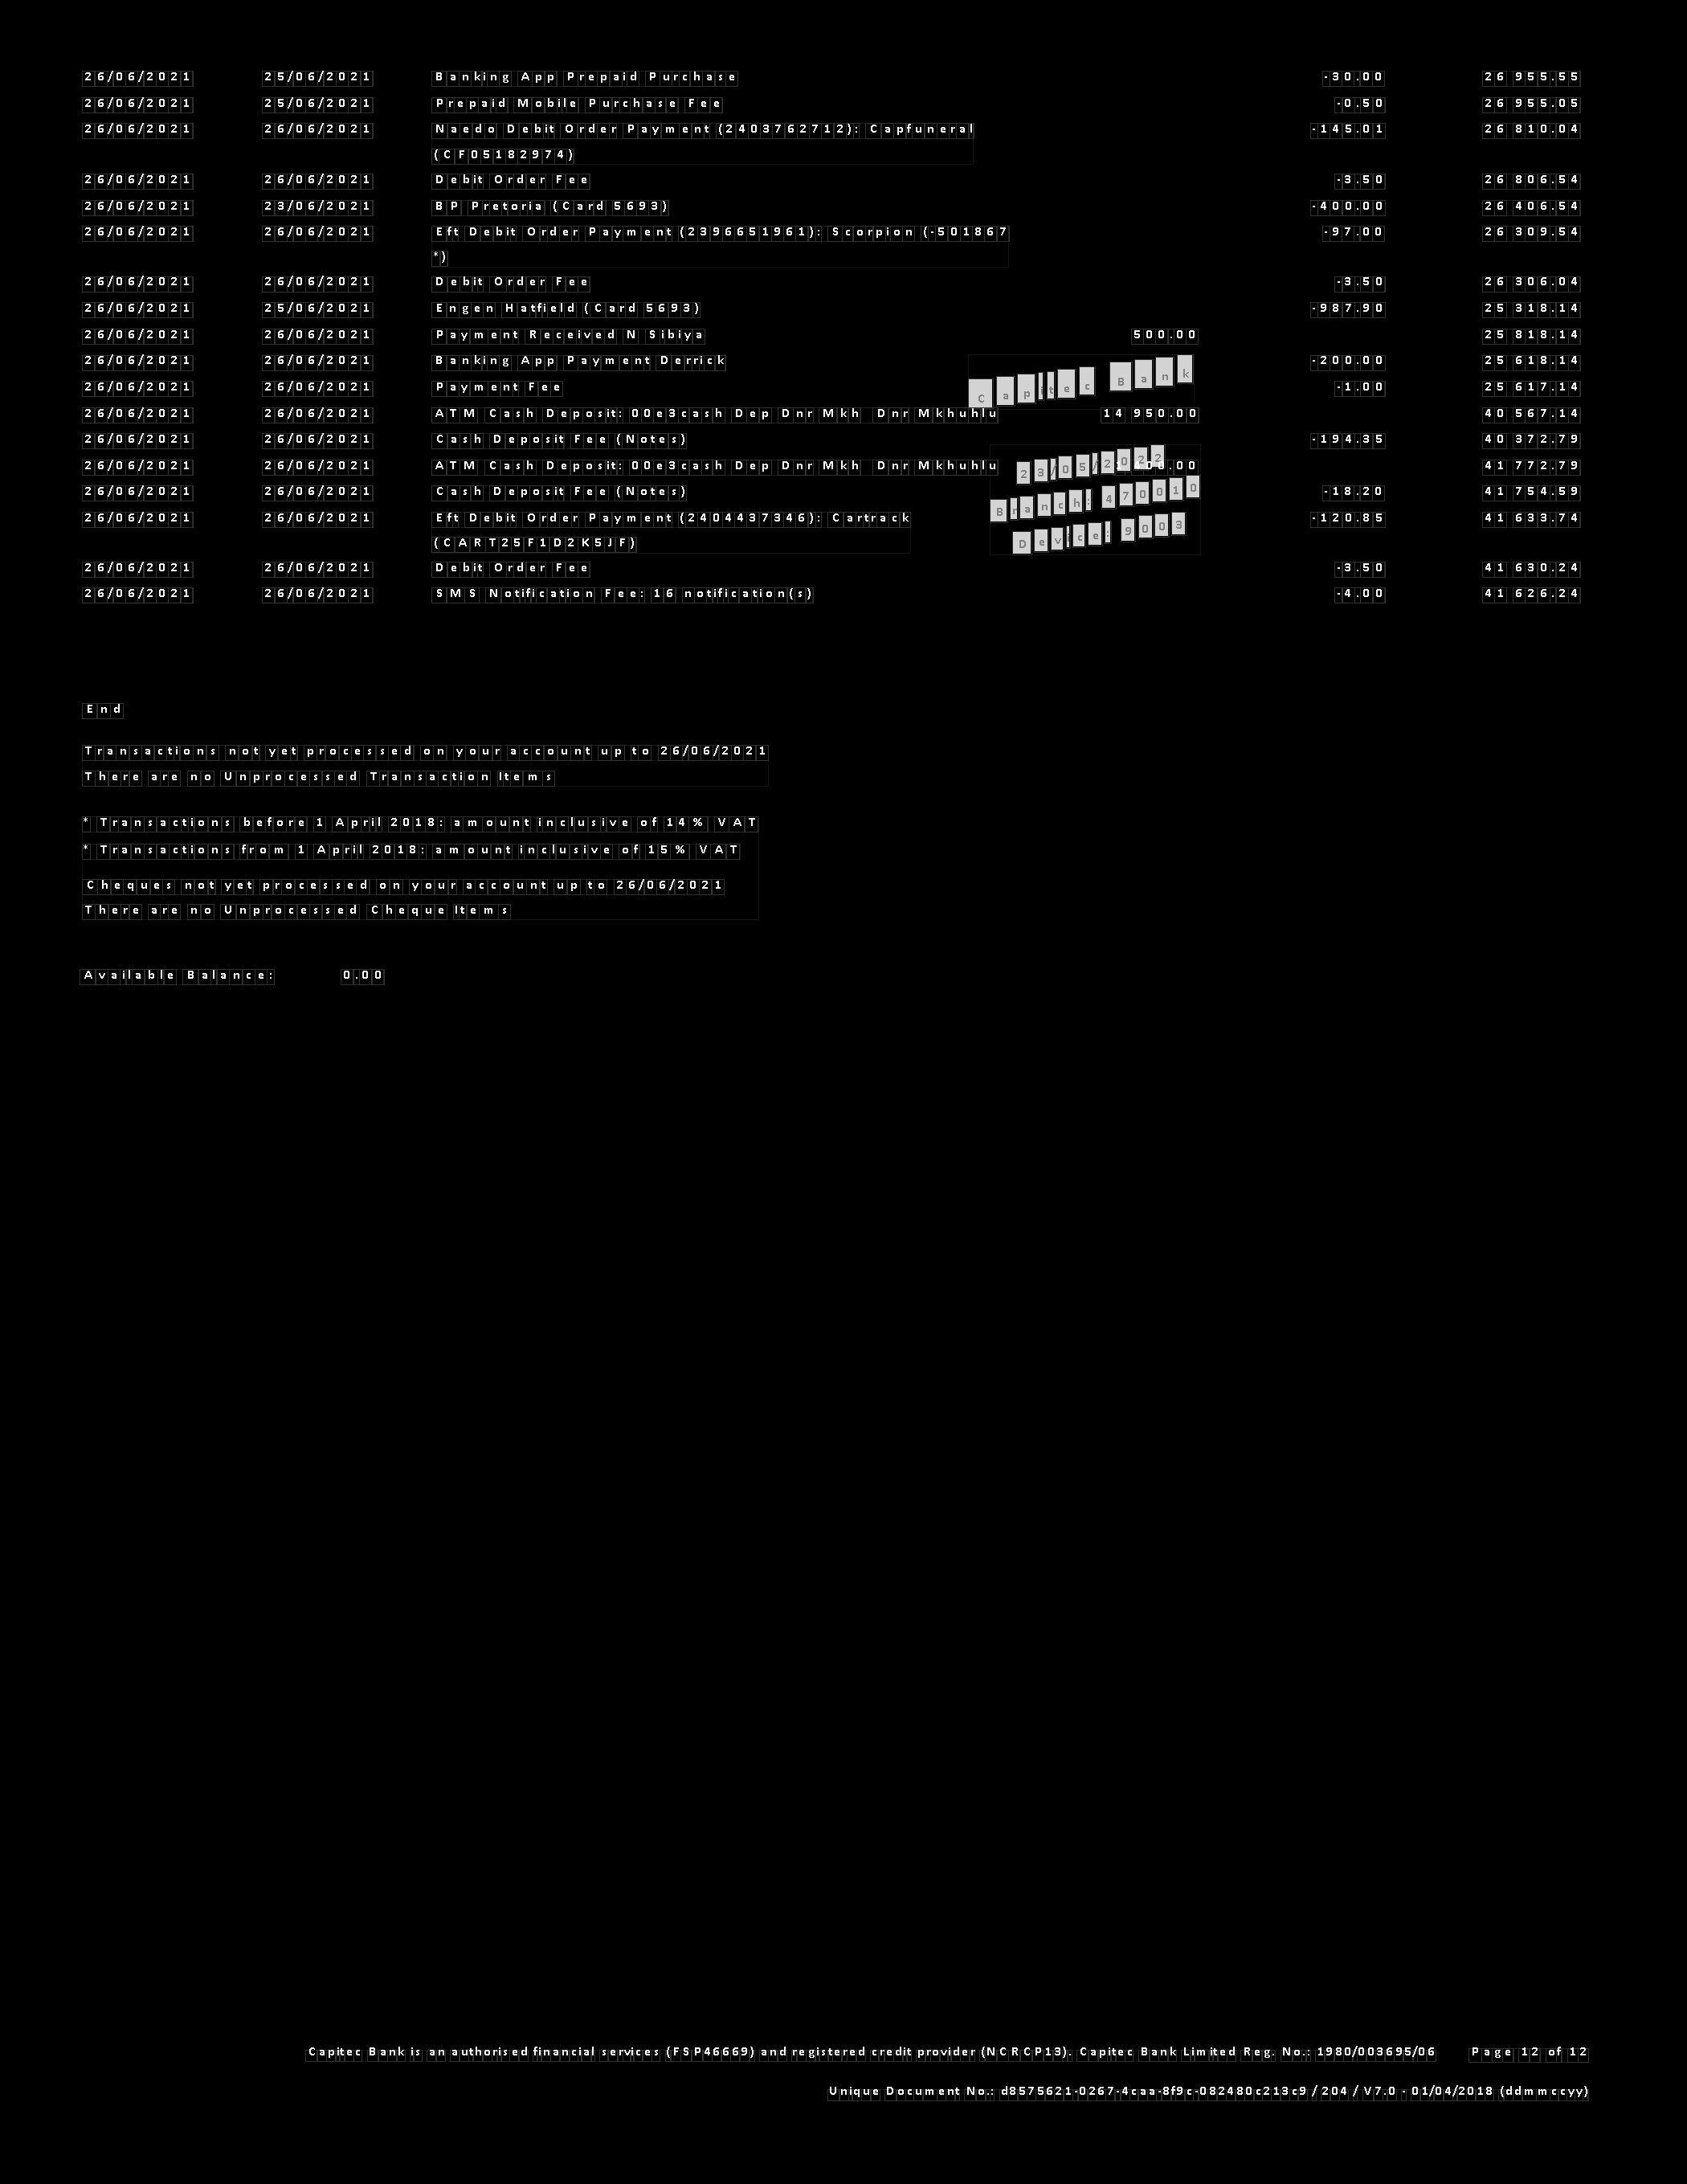 26/06/2021 25/06/2021 Banking App Prepaid Purchase -30.00 26 955.55
26/06/2021 25/06/2021 Prepaid Mobile Purchase Fee -0.50 26 955.05
26/06/2021 26/06/2021 Naedo Debit Order Payment (2403762712): Capfuneral -145.01 26 810.04
(CF05182974)
26/06/2021 26/06/2021 Debit Order Fee -3.50 26 806.54
26/06/2021 23/06/2021 BP Pretoria (Card 5693) -400.00 26 406.54
26/06/2021 26/06/2021 Eft Debit Order Payment (2396651961): Scorpion (-501867 -97.00 26 309.54
*)
26/06/2021 26/06/2021 Debit Order Fee -3.50 26 306.04
26/06/2021 25/06/2021 Engen Hatfield (Card 5693) -987.90 25 318.14
26/06/2021 26/06/2021 Payment Received N Sibiya 500.00 25 818.14
26/06/2021 26/06/2021 Banking App Payment Derrick -200.00 25 618.14
Capitec Bank
26/06/2021 26/06/2021 Payment Fee -1.00 25 617.14
26/06/2021 26/06/2021 ATM Cash Deposit: 00e3cash Dep Dnr Mkh Dnr Mkhuhlu 14 950.00 40 567.14
26/06/2021 26/06/2021 Cash Deposit Fee (Notes) -194.35 40 372.79
26/06/2021 26/06/2021 ATM Cash Deposit: 00e3cash Dep Dnr Mkh Dnr Mkhuhlu 41 772.79
23/05/2022
26/06/2021 26/06/2021 Cash Deposit Fee (Notes) -18.20 41 754.59
Branch: 470010
26/06/2021 26/06/2021 Eft Debit Order Payment (2404437346): Cartrack -120.85 41 633.74
(CART25F1D2K5JF)
Device: 9003
26/06/2021 26/06/2021 Debit Order Fee -3.50 41 630.24
26/06/2021 26/06/2021 SMS Notification Fee: 16 notification(s) -4.00 41 626.24
End
Transactions not yet processed on your account up to 26/06/2021
There are no Unprocessed Transaction Items
* Transactions before 1 April 2018: amount inclusive of 14% VAT
* Transactions from 1 April 2018: amount inclusive of 15% VAT
Cheques not yet processed on your account up to 26/06/2021
There are no Unprocessed Cheque Items
Available Balance: 0.00
Capitec Bank is an authorised financial services (FSP46669) and registered credit provider (NCRCP13). Capitec Bank Limited Reg. No.: 1980/003695/06 Page 12 of 12
Unique Document No.: d8575621-0267-4caa-8f9c-082480c213c9 / 204 / V7.0 - 01/04/2018 (ddmmccyy)